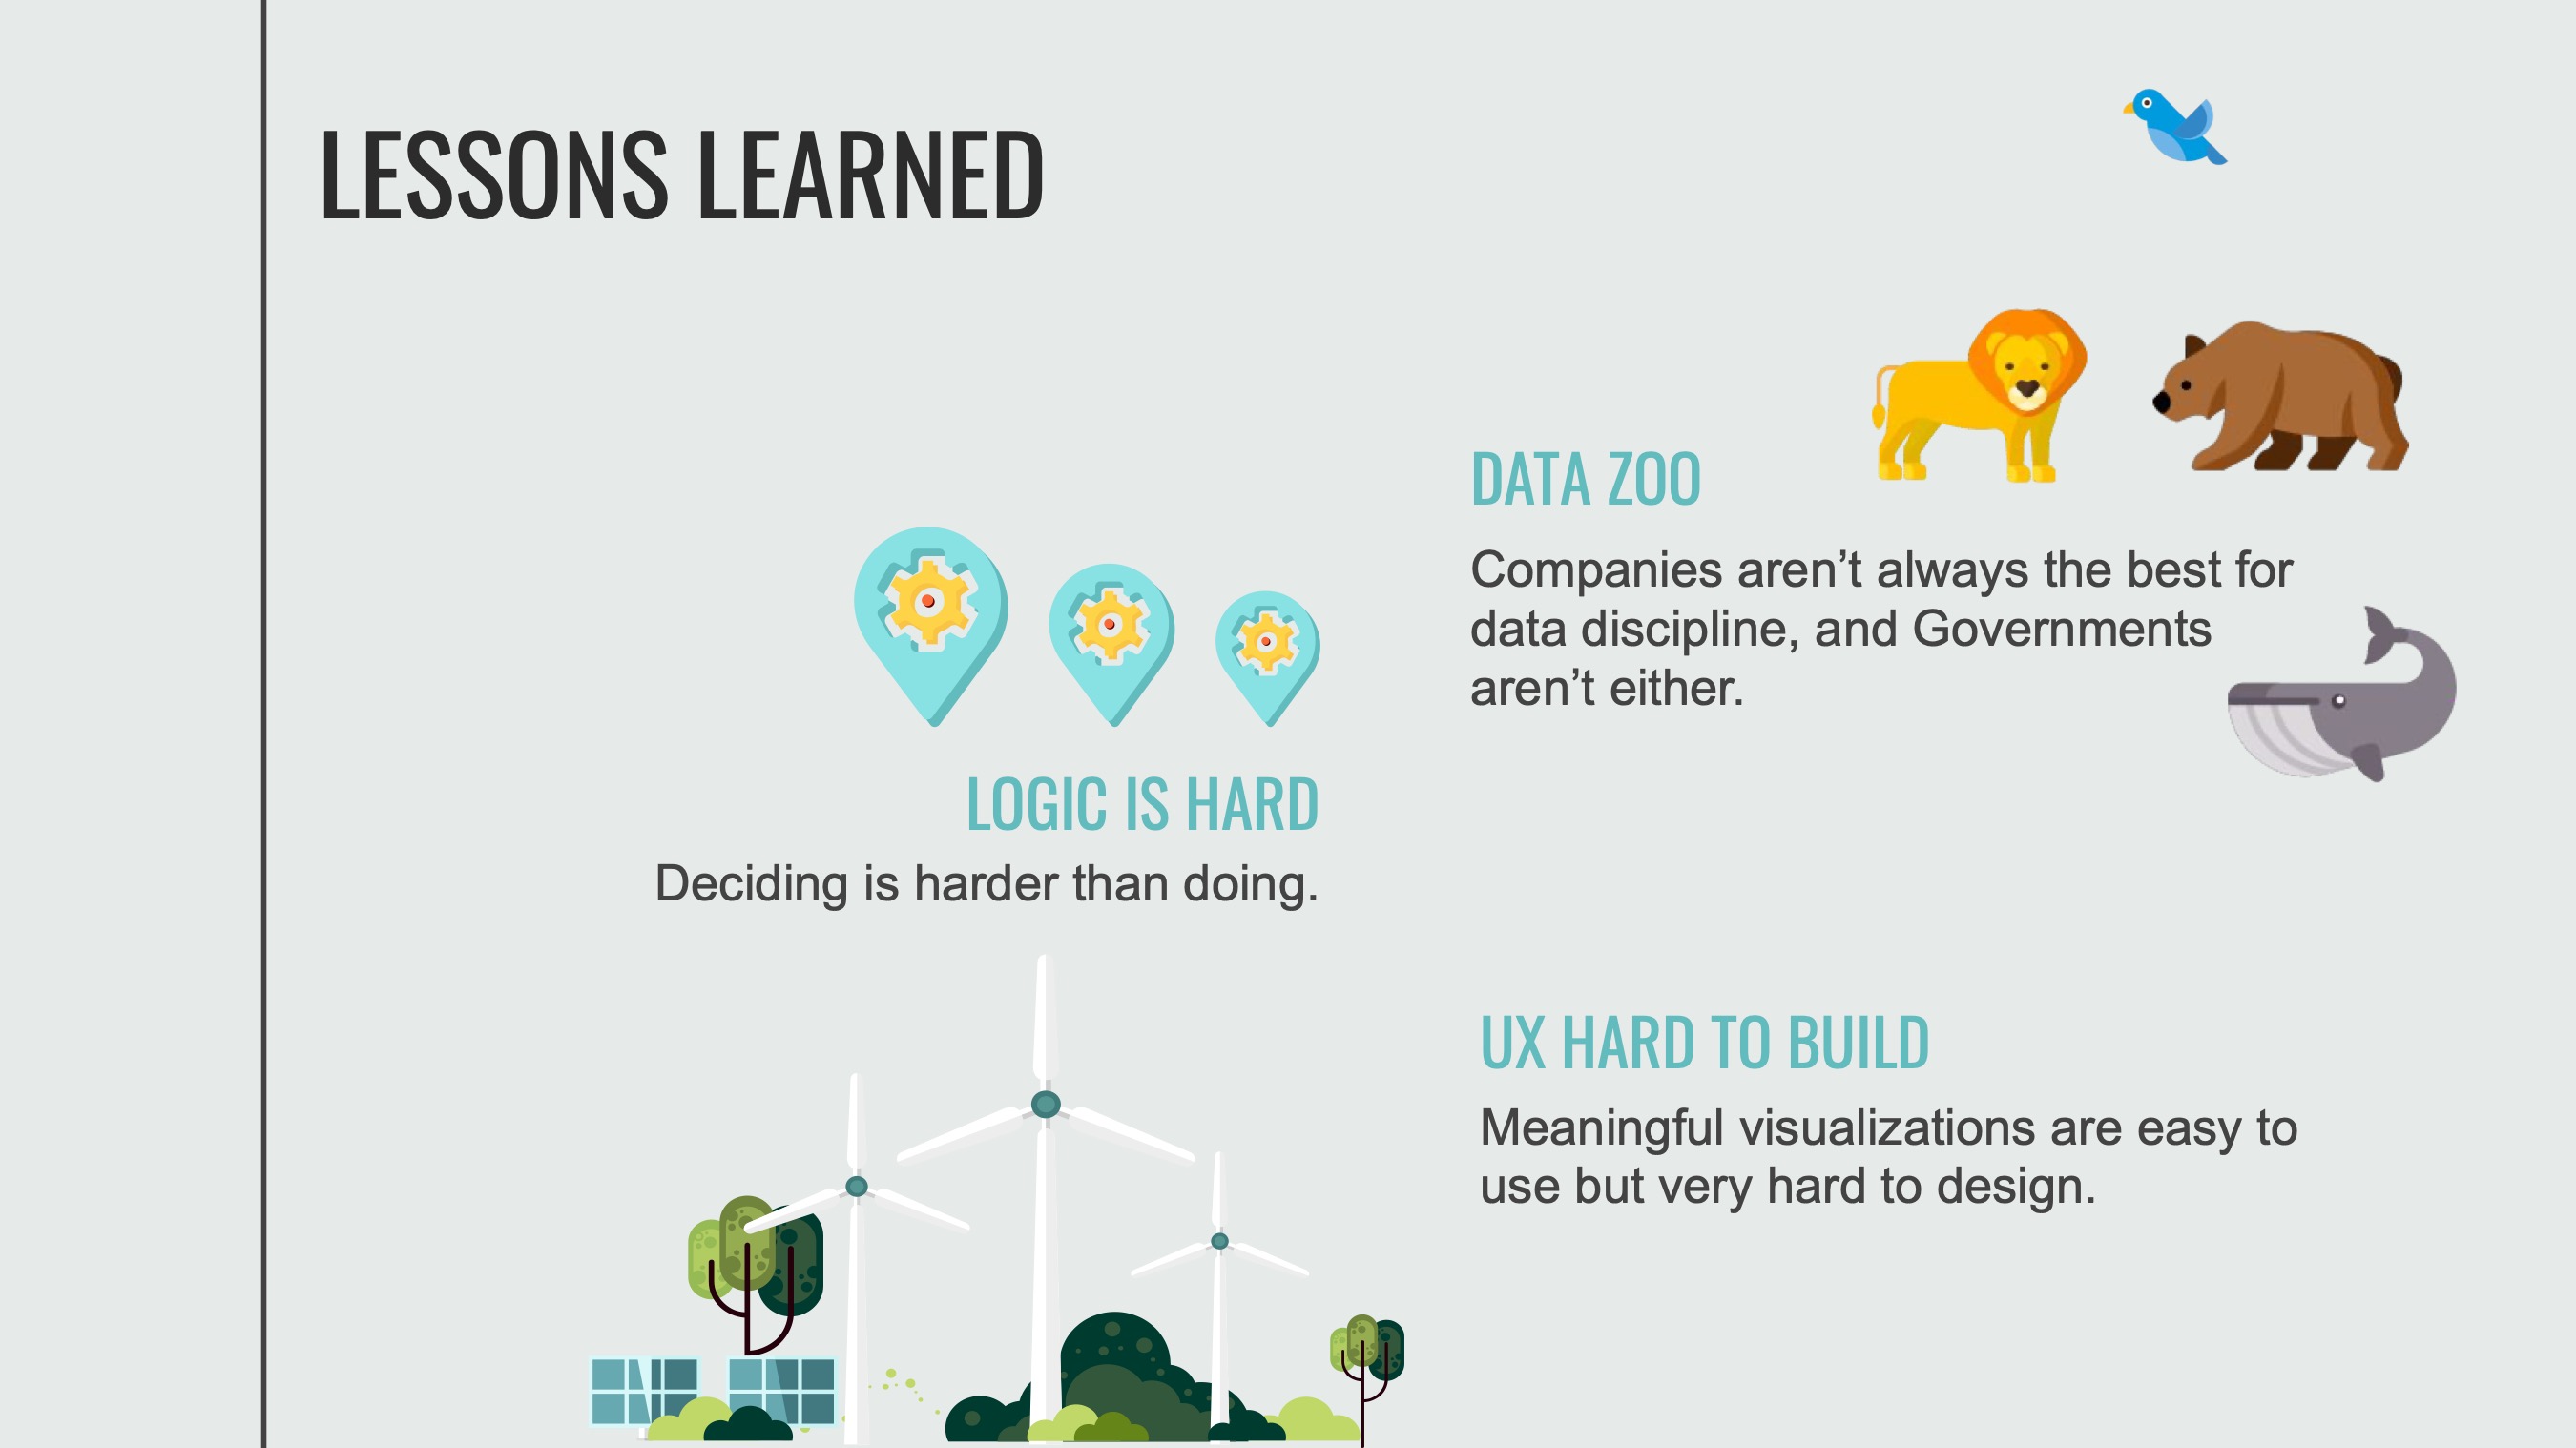 LESSONS LEARNED
DATA ZOO
Companies aren’t always the best for
data discipline, and Governments
aren’t either.
LOGIC IS HARD
Deciding is harder than doing.
UX HARD TO BUILD
Meaningful visualizations are easy to
use but very hard to design.